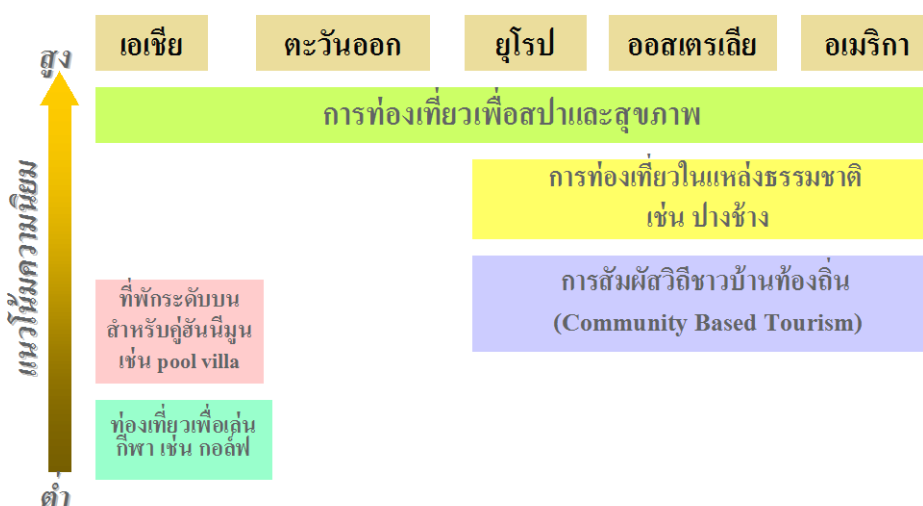 เอเชีย
ตะวันออก
ยุโรป
ออสเตรเลีย
อเมริกา
สูง
แนวโน้มความนิยม
ต่ำ
การท่องเที่ยวเพื่อสปาและสุขภาพ
การท่องเที่ยวในแหล่งธรรมชาติ
เช่น ปางช้าง
การสัมผัสวิถีชาวบ้านท้องถิ่น
(Community Based Tourism)
ที่พักระดับบน
สำหรับคู่ฮันนีมูน
เช่น pool villa
ท่องเที่ยวเพื่อเล่น
กีฬา เช่น กอล์ฟ